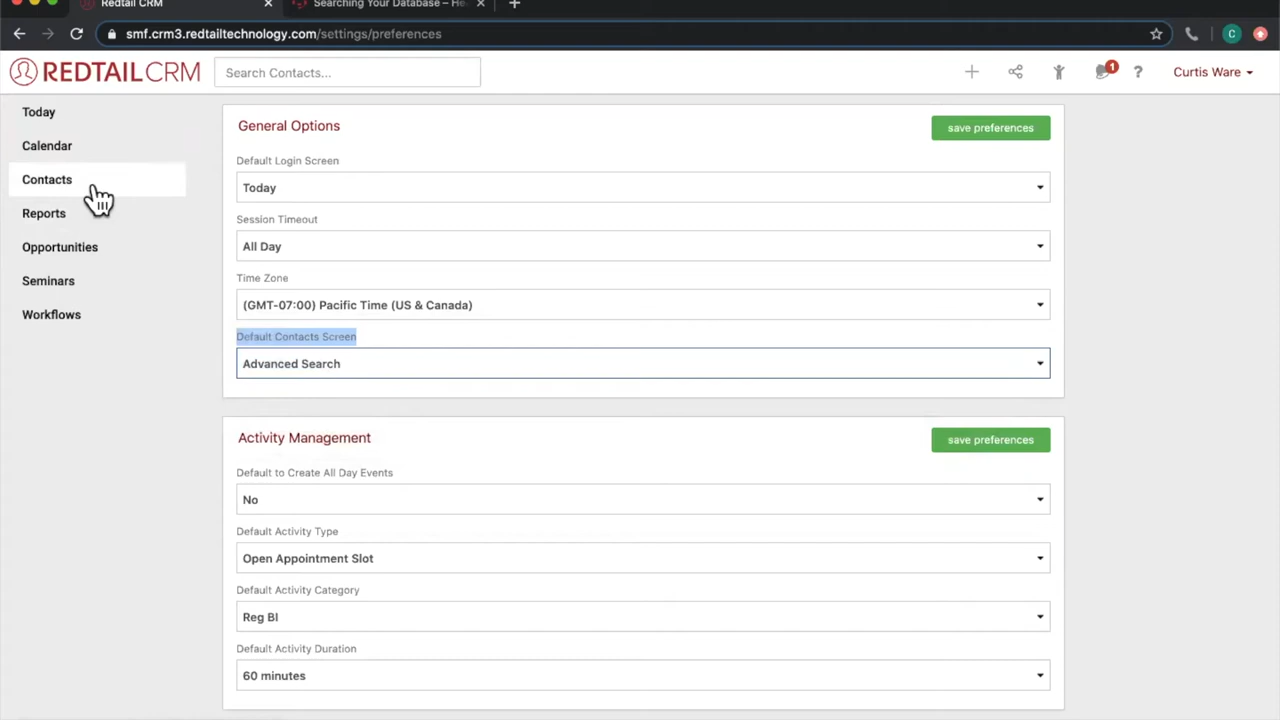 Redtail CRM
Searching Your Database – He
smf.crm3.redtailtechnology.com/settings/preferences
C
REDTAILCRM
Search Contacts...
1
?
Curtis Ware
Today
Calendar
Contacts
Reports
Opportunities
Seminars
Workflows
General Options
save preferences
Default Login Screen
Today
Session Timeout
All Day
Time Zone
(GMT-07:00) Pacific Time (US & Canada)
Default Contacts Screen
Advanced Search
Activity Management
save preferences
Default to Create All Day Events
No
Default Activity Type
Open Appointment Slot
Default Activity Category
Reg BI
Default Activity Duration
60 minutes